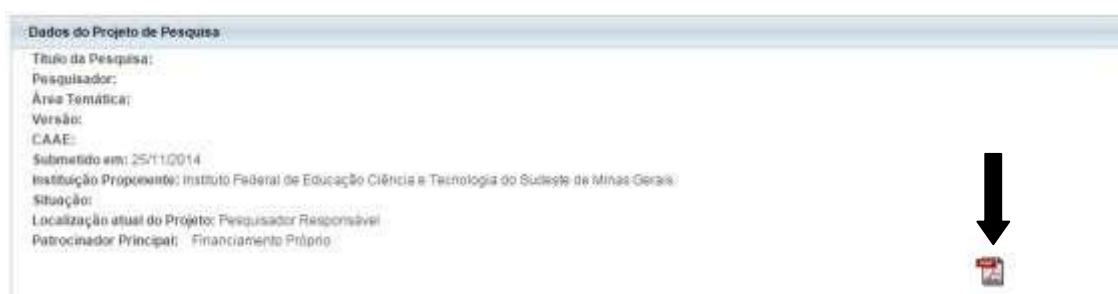 Dados do Projeto de Pesquisa
Título da Pesquisa:
Pesquisador:
Área Temática:
Versão:
CAAE:
Submetido em: 25/11/2014
Instituição Proponente: Instituto Federal de Educação Ciência e Tecnologia do Sudeste de Minas Gerais
Situação:
Localização atual do Projeto: Pesquisador Responsável
Patrocinador Principal: Financiamento Próprio